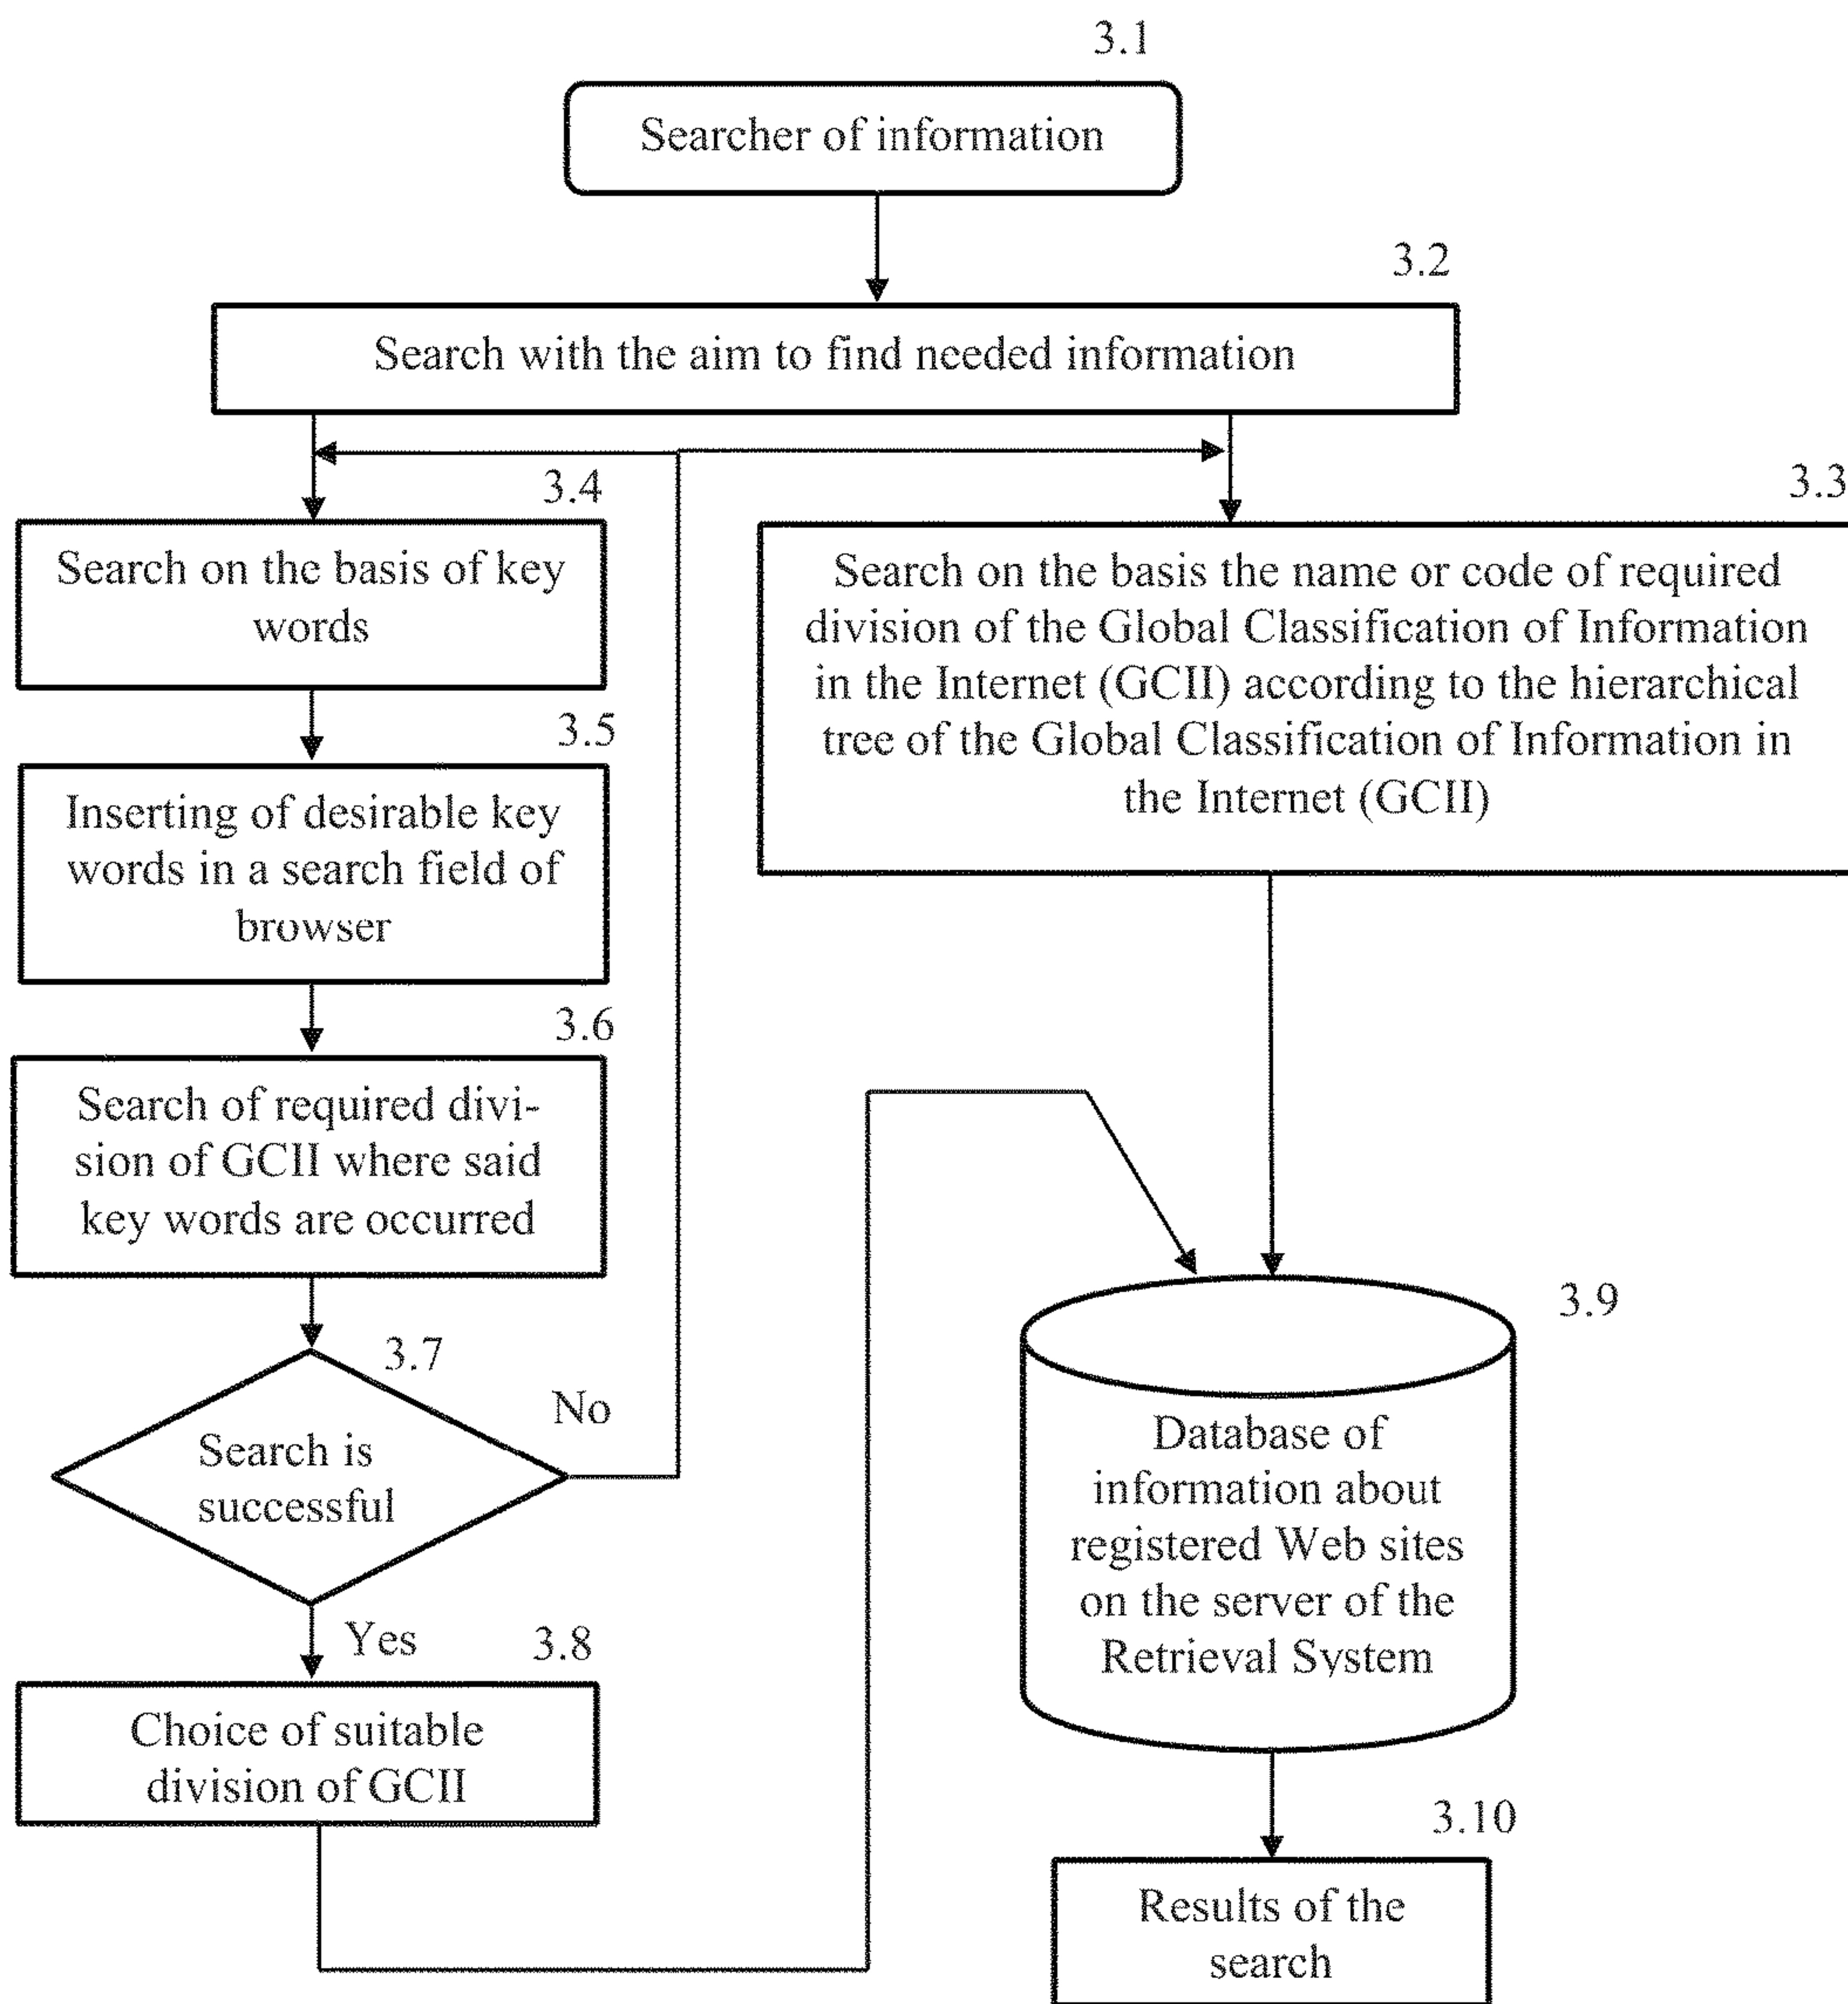 3.1
Searcher of information
3.2
Search with the aim to find needed information
3.4
Search on the basis of key
words
3.5
Inserting of desirable key
words in a search field of
browser
3.6
Search of required divi-
sion of GCII where said
key words are occurred
3.7
Search is
successful
No
Yes
3.8
Choice of suitable
division of GCII
3.3
Search on the basis the name or code of required
division of the Global Classification of Information
in the Internet (GCII) according to the hierarchical
tree of the Global Classification of Information in
the Internet (GCII)
3.9
Database of
information about
registered Web sites
on the server of the
Retrieval System
3.10
Results of the
search